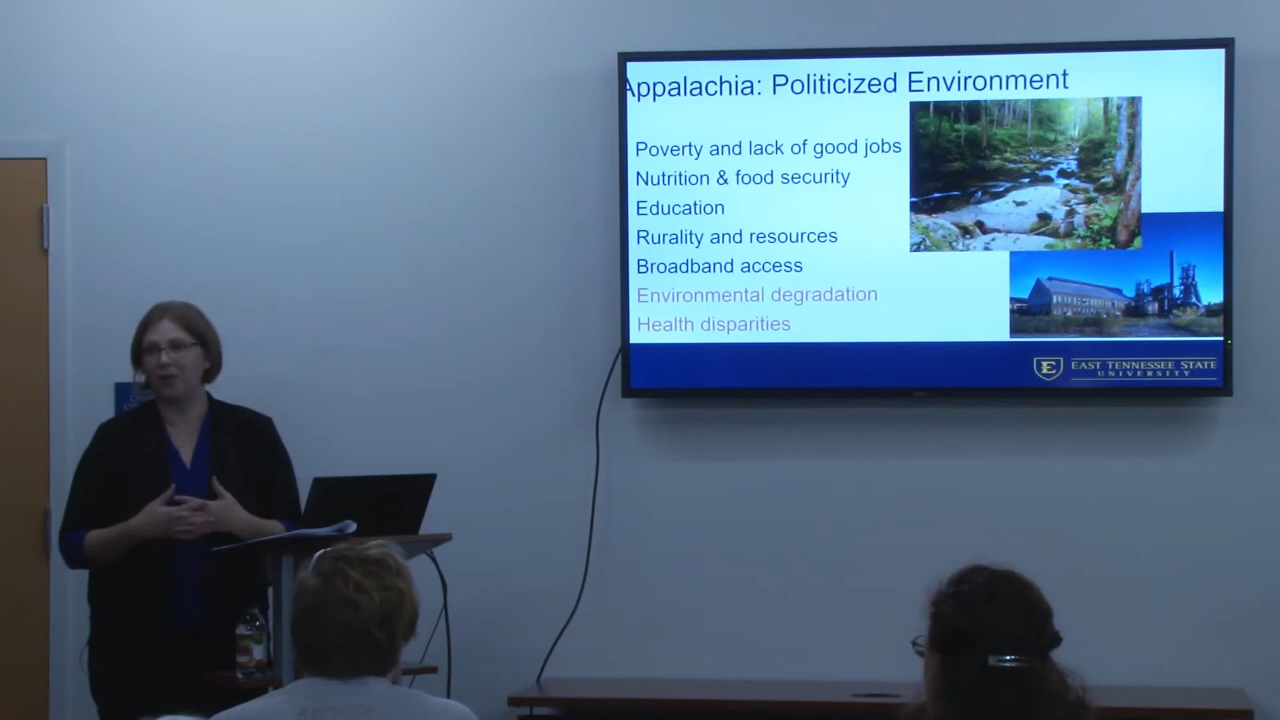 Appalachia: Politicized Environment
Poverty and lack of good jobs
Nutrition & food security
Education
Rurality and resources
Broadband access
Environmental degradation
Health disparities
E EAST TENNESSEE STATE
UNIVERSITY